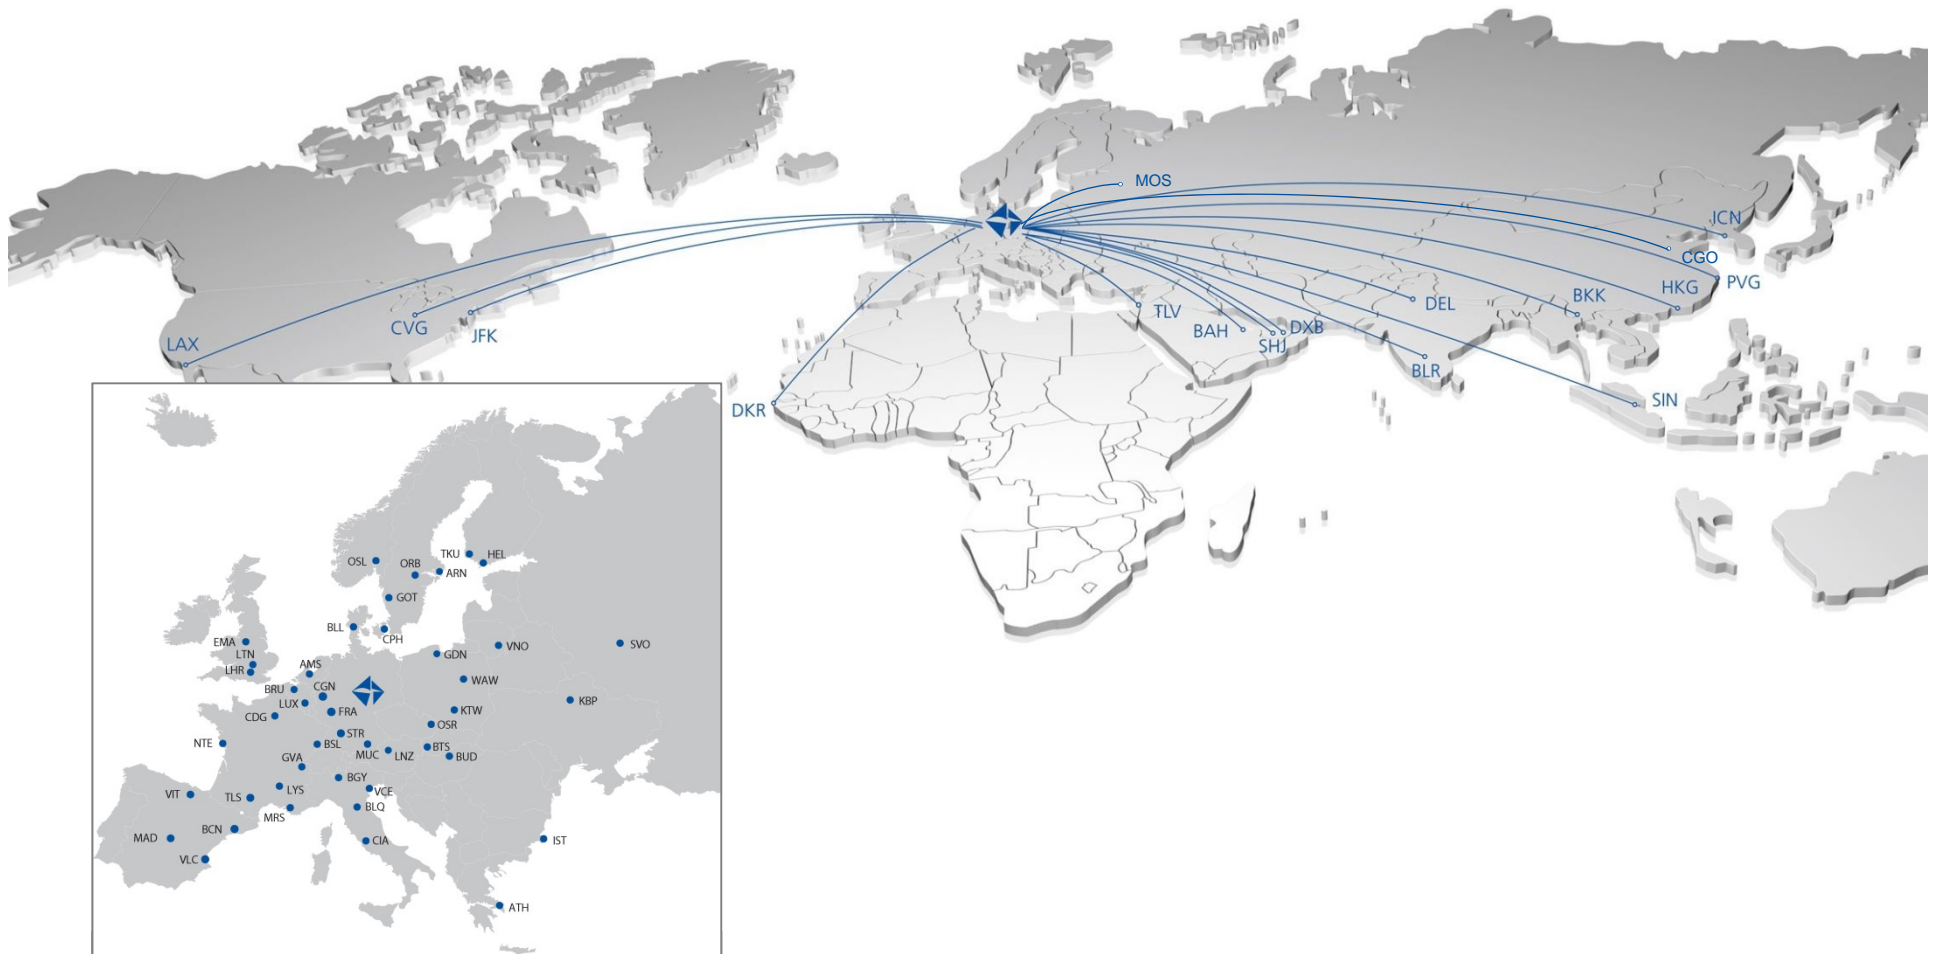 MOS
ICN
CGO
PVG
HKG
BKK
DEL
TLV
BAH
DXB
SHJ
BLR
SIN
DKR
LAX
CVG
JFK
OSL
ORB
TKU
HEL
ARN
GOT
BLL
CPH
EMA
LTN
LHR
AMS
GDN
VNO
SVO
BRU
CGN
WAW
LUX
CDG
FRA
KTW
KBP
OSR
NTE
STR
BSL
MUC
LNZ
BTS
BUD
GVA
BGY
VIT
TLS
LYS
VCE
MRS
BLQ
MAD
BCN
CIA
IST
VLC
ATH